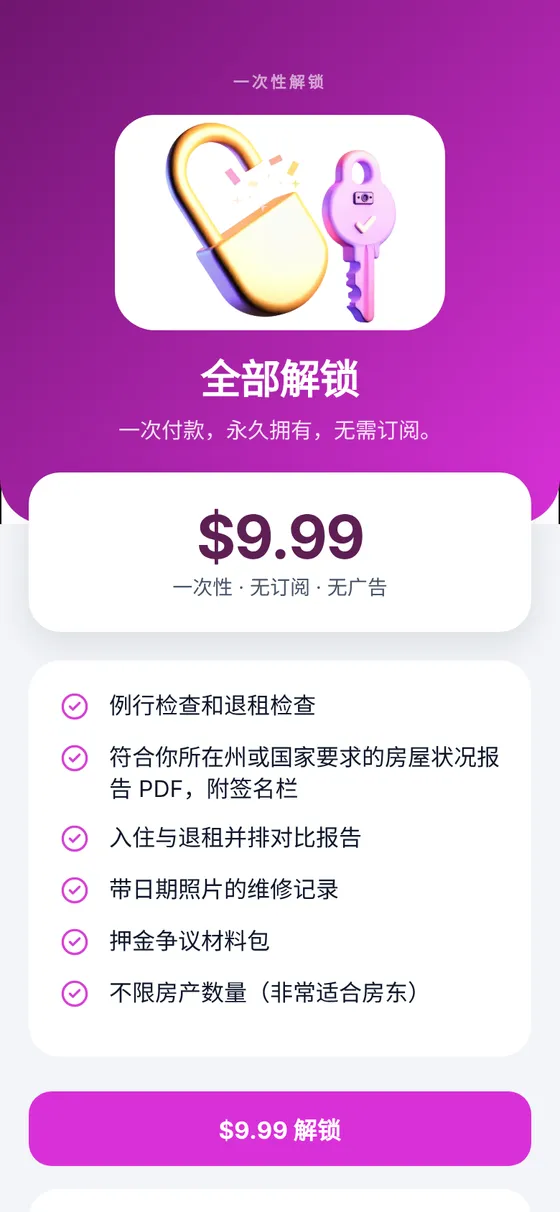 一次性解锁
全部解锁
一次付款，永久拥有，无需订阅。
$9.99
一次性 · 无订阅 · 无广告
例行检查和退租检查
符合你所在州或国家要求的房屋状况报
告 PDF，附签名栏
入住与退租并排对比报告
带日期照片的维修记录
押金争议材料包
不限房产数量（非常适合房东）
$9.99 解锁